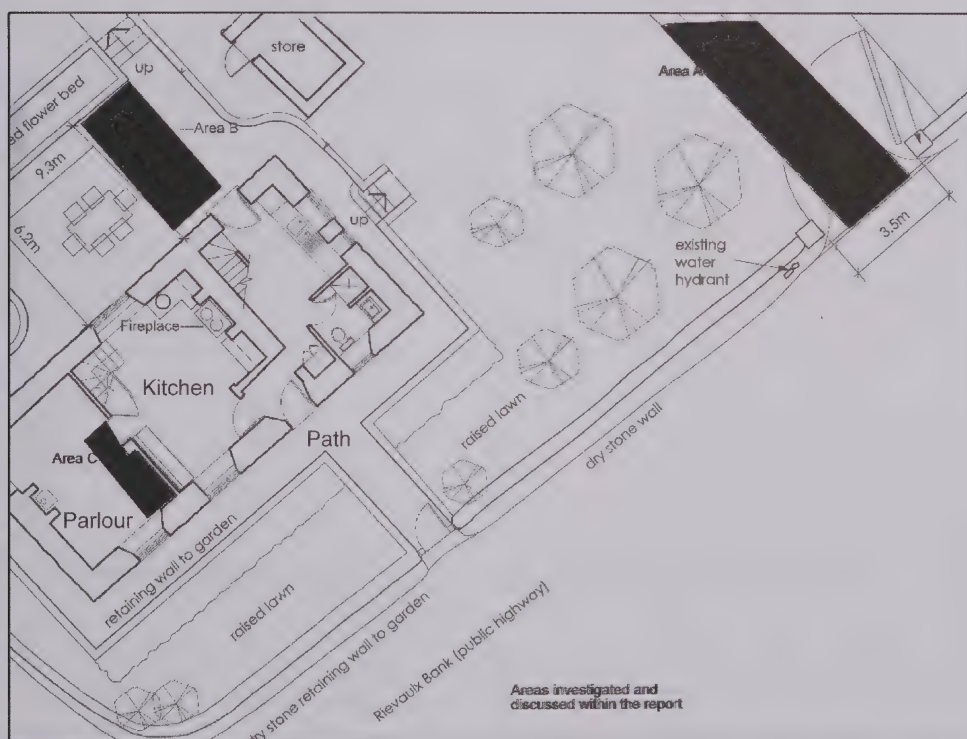 store
up
Area A
ed flower bed
Area B
9.3m
up
6.2m
existing
water
hydrant
3.5m
Fireplace
Kitchen
raised lawn
dry stone wall
Path
Area C
Parlour
retaining wall to garden
raised lawn
dry stone retaining wall to garden
Rievaulx Bank (public highway)
Areas investigated and
discussed within the report